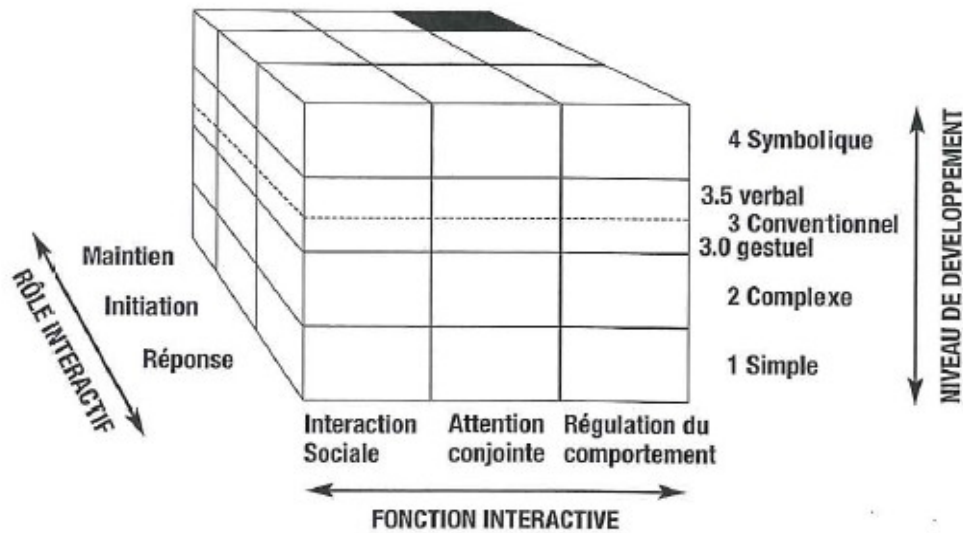 4 Symbolique
3.5 verbal
3 Conventionnel
3.0 gestuel
2 Complexe
1 Simple
NIVEAU DE DEVELOPPEMENT
Maintien
Initiation
Réponse
RÔLE INTERACTIF
Interaction
Sociale
Attention
conjointe
Régulation du
comportement
FONCTION INTERACTIVE